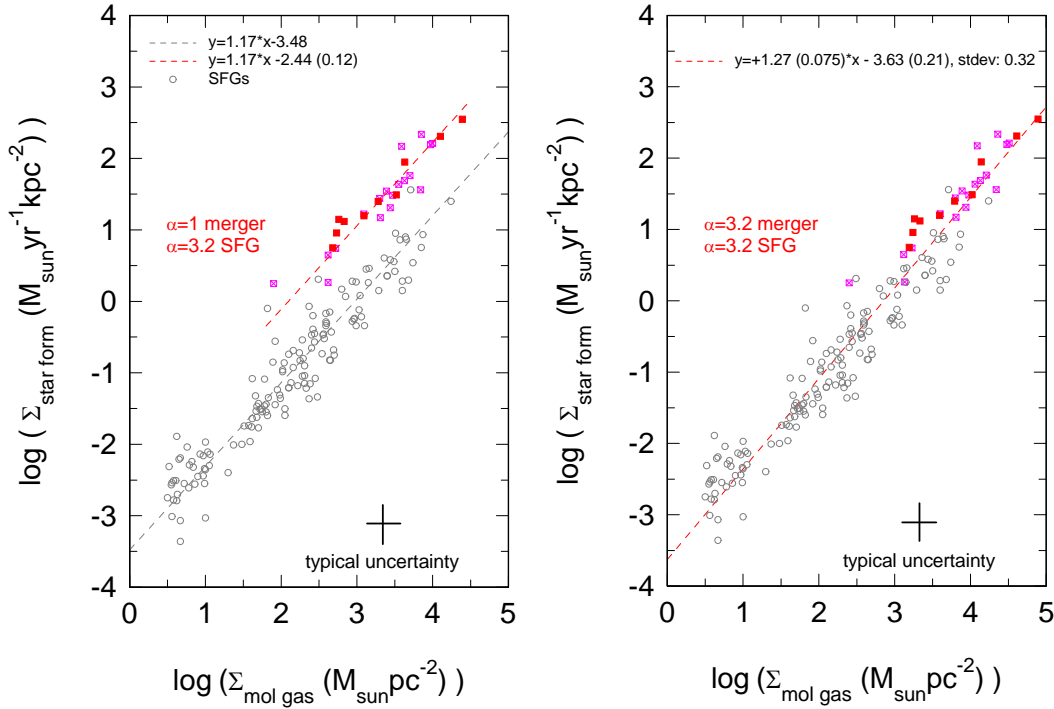 y=1.17*x-3.48
y=1.17*x -2.44 (0.12)
SFGs
α=1 merger
α=3.2 SFG
typical uncertainty
4
3
2
1
0
-1
-2
-3
-4
0 1 2 3 4 5
log ( Σstar form (Msunyr-1kpc-2) )
log (Σmol gas (Msunpc-2) )
y=+1.27 (0.075)*x - 3.63 (0.21), stdev: 0.32
α=3.2 merger
α=3.2 SFG
typical uncertainty
4
3
2
1
0
-1
-2
-3
-4
0 1 2 3 4 5
log ( Σstar form (Msunyr-1kpc-2) )
log (Σmol gas (Msunpc-2) )